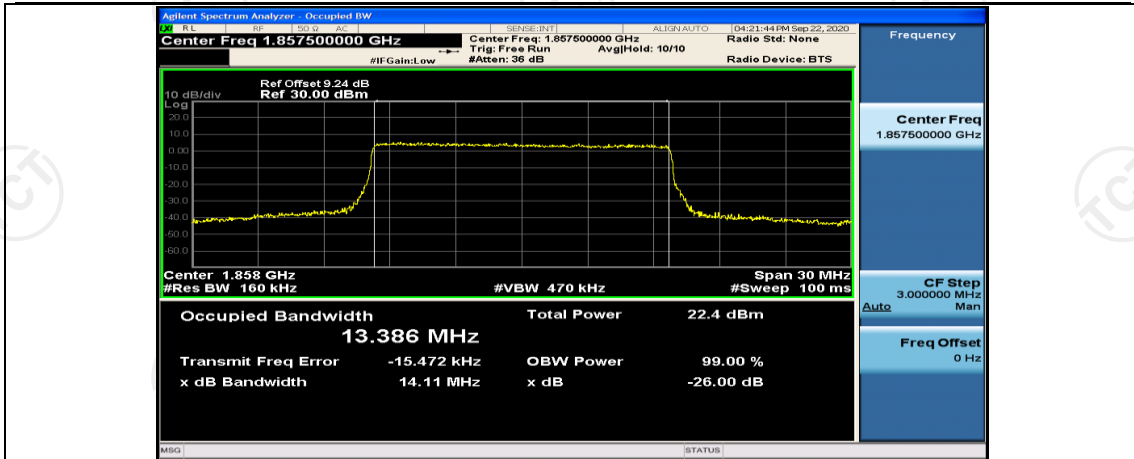 Agilent Spectrum Analyzer - Occupied BW
LXI RL RF 50 Ω AC SENSE:INT ALIGN AUTO 04:21:44 PM Sep 22, 2020
Center Freq 1.857500000 GHz
Center Freq: 1.857500000 GHz
Radio Std: None
Trig: Free Run Avg|Hold: 10/10
#IFGain:Low #Atten: 36 dB Radio Device: BTS
Ref Offset 9.24 dB
10 dB/div Ref 30.00 dBm
Log
20.0
10.0
0.00
-10.0
-20.0
-30.0
-40.0
-50.0
-60.0
Center 1.858 GHz Span 30 MHz
#Res BW 160 kHz #VBW 470 kHz #Sweep 100 ms
Occupied Bandwidth Total Power 22.4 dBm
13.386 MHz
Transmit Freq Error -15.472 kHz OBW Power 99.00 %
x dB Bandwidth 14.11 MHz x dB -26.00 dB
MSG STATUS
Frequency
Center Freq
1.857500000 GHz
CF Step
3.000000 MHz
Auto Man
Freq Offset
0 Hz
TCT
TCT